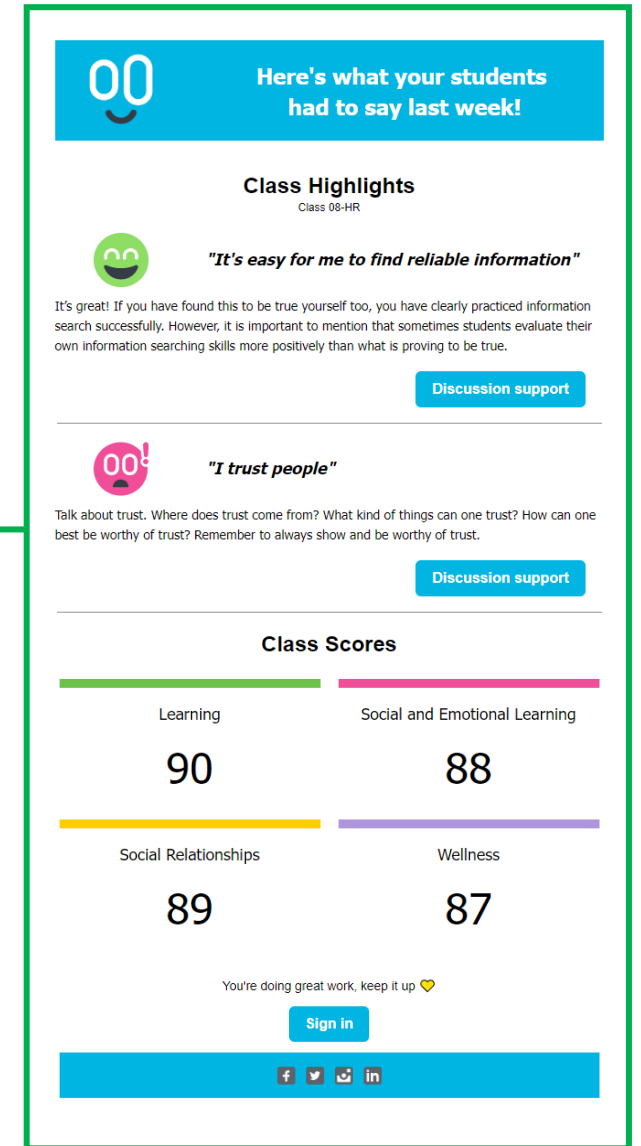 Here's what your students
had to say last week!
Class Highlights
Class 08-HR
"It's easy for me to find reliable information"
It's great! If you have found this to be true yourself too, you have clearly practiced information
search successfully. However, it is important to mention that sometimes students evaluate their
own information searching skills more positively than what is proving to be true.
Discussion support
"I trust people"
Talk about trust. Where does trust come from? What kind of things can one trust? How can one
best be worthy of trust? Remember to always show and be worthy of trust.
Discussion support
Class Scores
Learning
90
Social and Emotional Learning
88
Social Relationships
89
Wellness
87
You're doing great work, keep it up 💛
Sign in